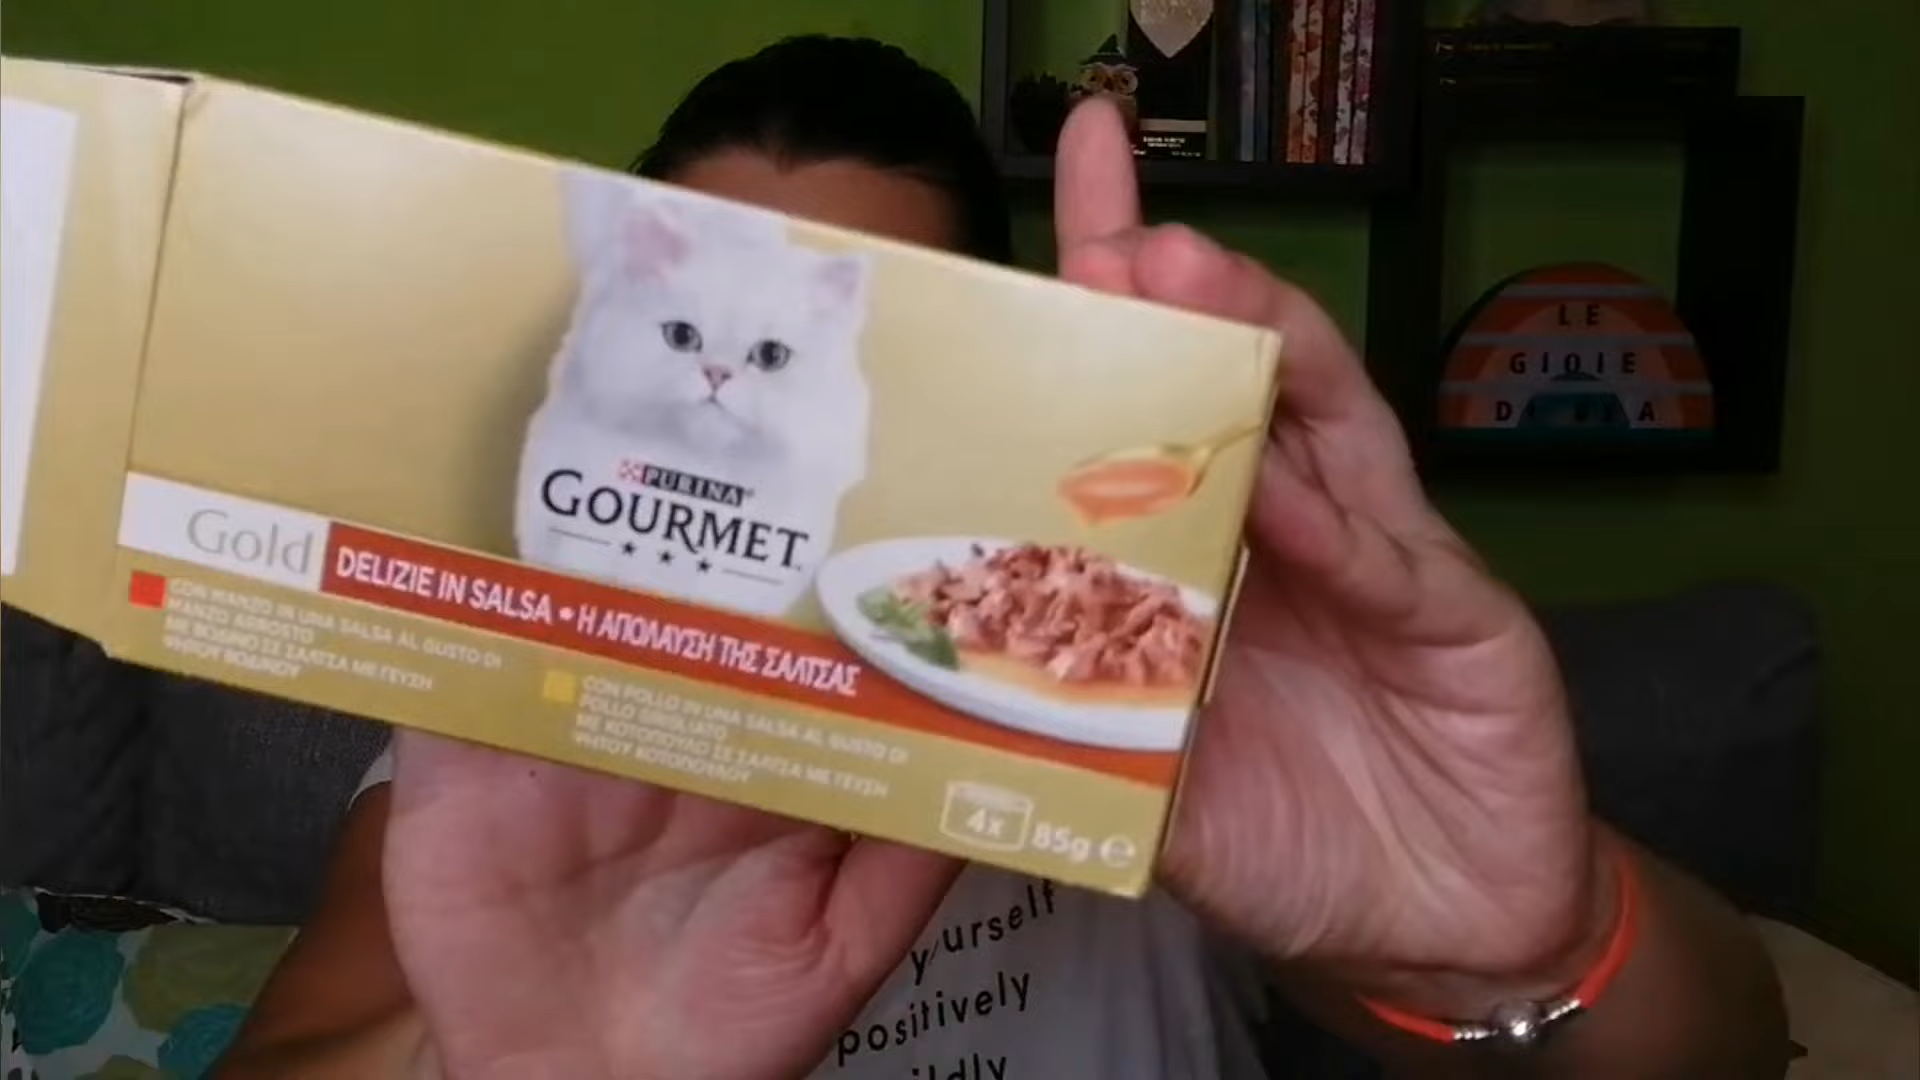 PURINA
GOURMET
Gold
DELIZIE IN SALSA • Η ΑΠΟΛΑΥΣΗ ΤΗΣ ΣΑΛΤΣΑΣ
CON MANZO IN UNA SALSA AL GUSTO DI
MANZO ARROSTO
ΜΕ ΒΟΔΙΝΟ ΣΕ ΣΑΛΤΣΑ ΜΕ ΓΕΥΣΗ
ΨΗΤΟΥ ΒΟΔΙΝΟΥ
CON POLLO IN UNA SALSA AL GUSTO DI
POLLO GRIGLIATO
ΜΕ ΚΟΤΟΠΟΥΛΟ ΣΕ ΣΑΛΤΣΑ ΜΕ ΓΕΥΣΗ
ΨΗΤΟΥ ΚΟΤΟΠΟΥΛΟΥ
4x 85g e
LE
GIOIE
yourself
positively